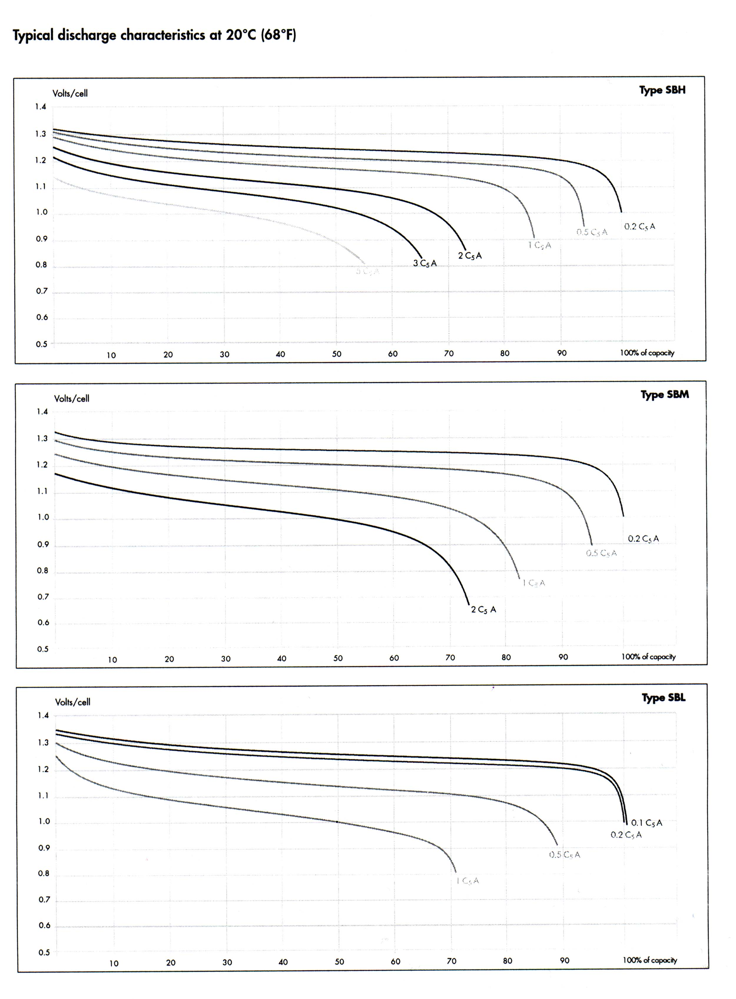 Typical discharge characteristics at 20°C (68°F)
Volts/cell
Type SBH
1.4
1.3
1.2
1.1
1.0
0.9
0.8
0.7
0.6
0.5
0.2 C₅ A
0.5 C₅ A
1 C₅ A
2 C₅ A
3 C₅ A
5 C₅ A
10 20 30 40 50 60 70 80 90 100% of capacity
Volts/cell
Type SBM
1.4
1.3
1.2
1.1
1.0
0.9
0.8
0.7
0.6
0.5
0.2 C₅ A
0.5 C₅ A
1 C₅ A
2 C₅ A
10 20 30 40 50 60 70 80 90 100% of capacity
Volts/cell
Type SBL
1.4
1.3
1.2
1.1
1.0
0.9
0.8
0.7
0.6
0.5
0.1 C₅ A
0.2 C₅ A
0.5 C₅ A
1 C₅ A
10 20 30 40 50 60 70 80 90 100% of capacity